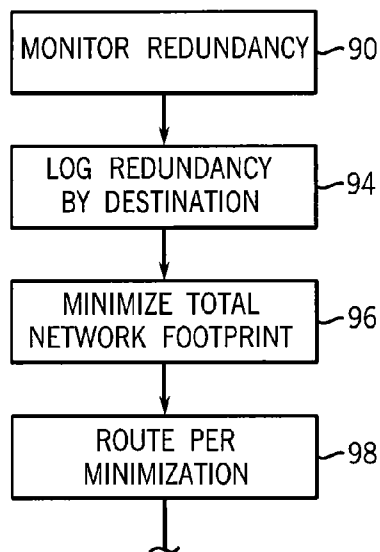 MONITOR REDUNDANCY 90
LOG REDUNDANCY
BY DESTINATION 94
MINIMIZE TOTAL
NETWORK FOOTPRINT 96
ROUTE PER
MINIMIZATION 98